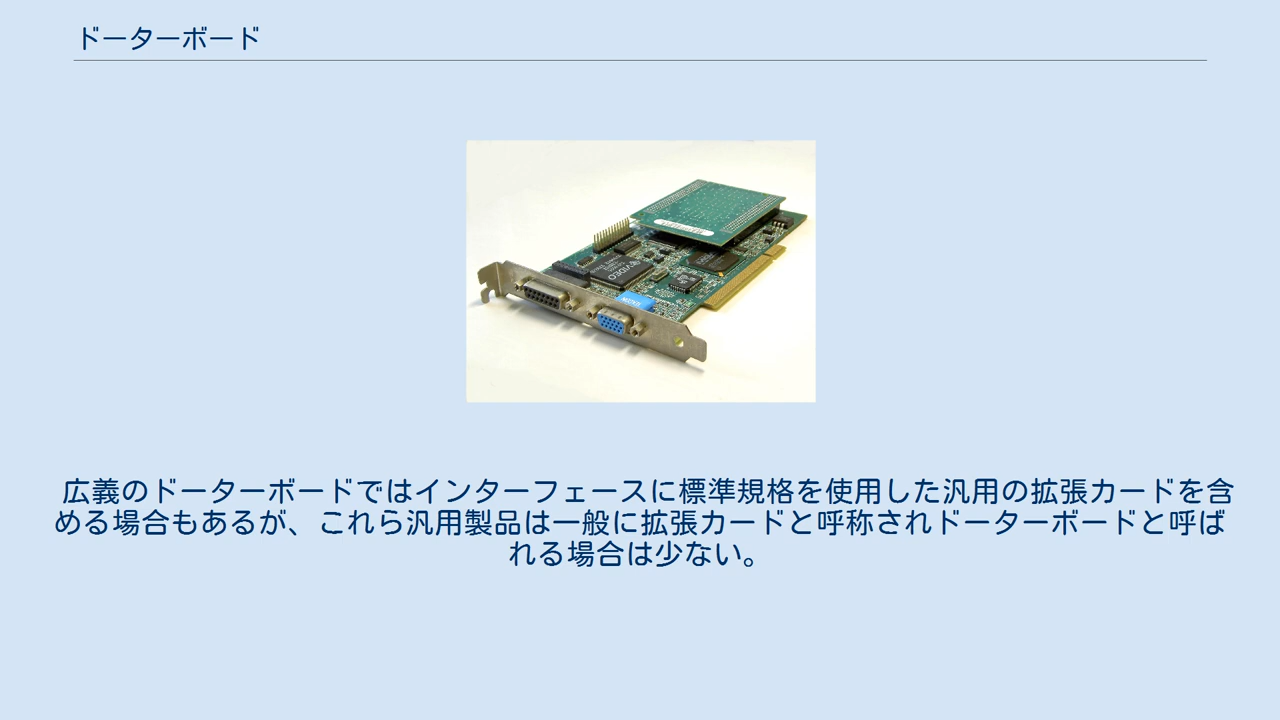 ドーターボード
広義のドーターボードではインターフェースに標準規格を使用した汎用の拡張カードを含
める場合もあるが、これら汎用製品は一般に拡張カードと呼称されドーターボードと呼ば
れる場合は少ない。